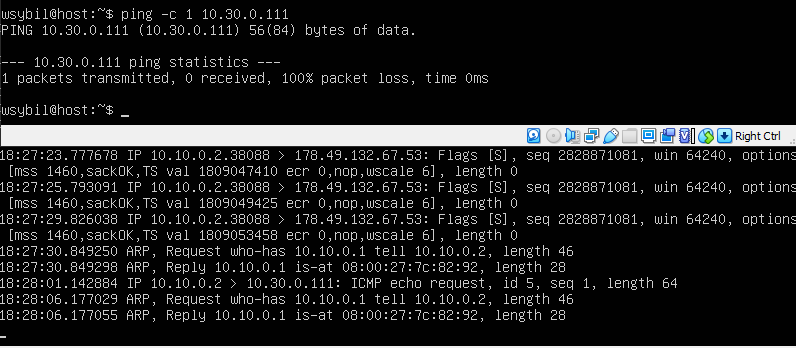 wsybil@host:~$ ping -c 1 10.30.0.111
PING 10.30.0.111 (10.30.0.111) 56(84) bytes of data.
--- 10.30.0.111 ping statistics ---
1 packets transmitted, 0 received, 100% packet loss, time 0ms
wsybil@host:~$ _
Right Ctrl
18:27:23.777678 IP 10.10.0.2.38088 > 178.49.132.67.53: Flags [S], seq 2828871081, win 64240, options
[mss 1460,sackOK,TS val 1809047410 ecr 0,nop,wscale 6], length 0
18:27:25.793091 IP 10.10.0.2.38088 > 178.49.132.67.53: Flags [S], seq 2828871081, win 64240, options
[mss 1460,sackOK,TS val 1809049425 ecr 0,nop,wscale 6], length 0
18:27:29.826038 IP 10.10.0.2.38088 > 178.49.132.67.53: Flags [S], seq 2828871081, win 64240, options
[mss 1460,sackOK,TS val 1809053458 ecr 0,nop,wscale 6], length 0
18:27:30.849250 ARP, Request who-has 10.10.0.1 tell 10.10.0.2, length 46
18:27:30.849298 ARP, Reply 10.10.0.1 is-at 08:00:27:7c:82:92, length 28
18:28:01.142884 IP 10.10.0.2 > 10.30.0.111: ICMP echo request, id 5, seq 1, length 64
18:28:06.177029 ARP, Request who-has 10.10.0.1 tell 10.10.0.2, length 46
18:28:06.177055 ARP, Reply 10.10.0.1 is-at 08:00:27:7c:82:92, length 28